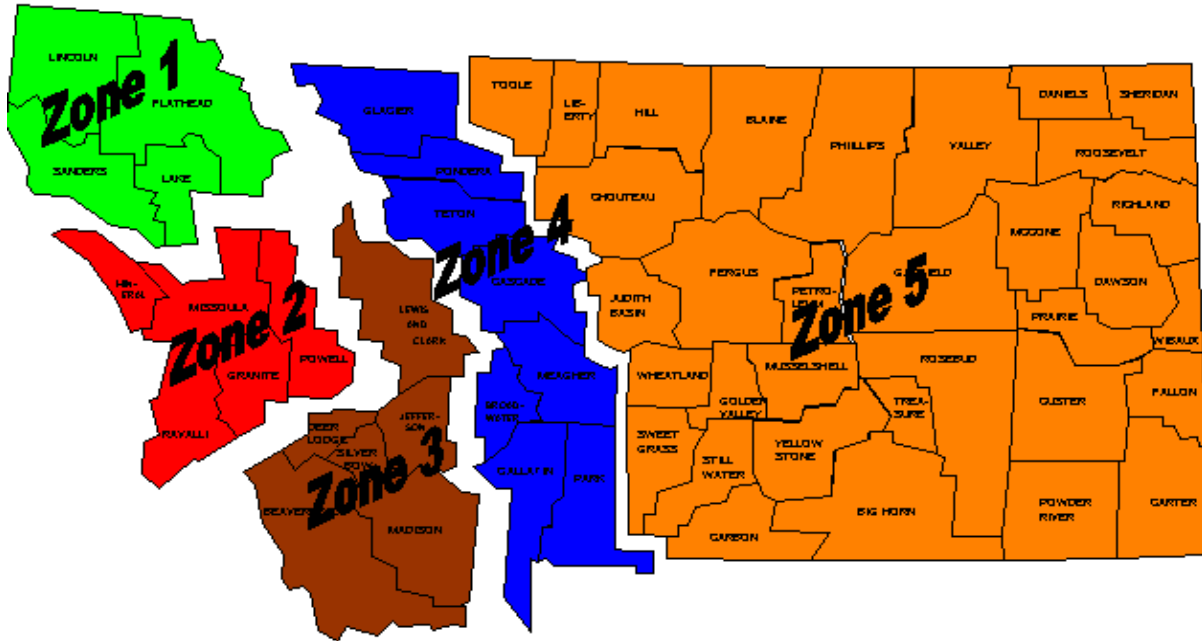 LINCOLN
FLATHEAD
Zone 1
SANDERS
LAKE
MISSOULA
Zone 2
POWELL
GRANITE
RAVALLI
LEWIS
AND
CLARK
JEFFER-
SON
DEER
LODGE
SILVER
BOW
Zone 3
MADISON
GLACIER
PONDERA
TETON
Zone 4
CASCADE
MEAGHER
BROAD-
WATER
GALLATIN
PARK
TOOLE
LIB-
ERTY
HILL
BLAINE
PHILLIPS
VALLEY
DANIELS
SHERIDAN
ROOSEVELT
CHOUTEAU
RICHLAND
MCCONE
DAWSON
FERGUS
PETRO-
LEUM
Zone 5
JUDITH
BASIN
PRAIRIE
WIBAUX
WHEATLAND
MUSSELSHELL
ROSEBUD
GOLDEN
VALLEY
TREA-
SURE
CUSTER
FALLON
SWEET
GRASS
STILL
WATER
YELLOW
STONE
CARBON
BIG HORN
POWDER
RIVER
CARTER